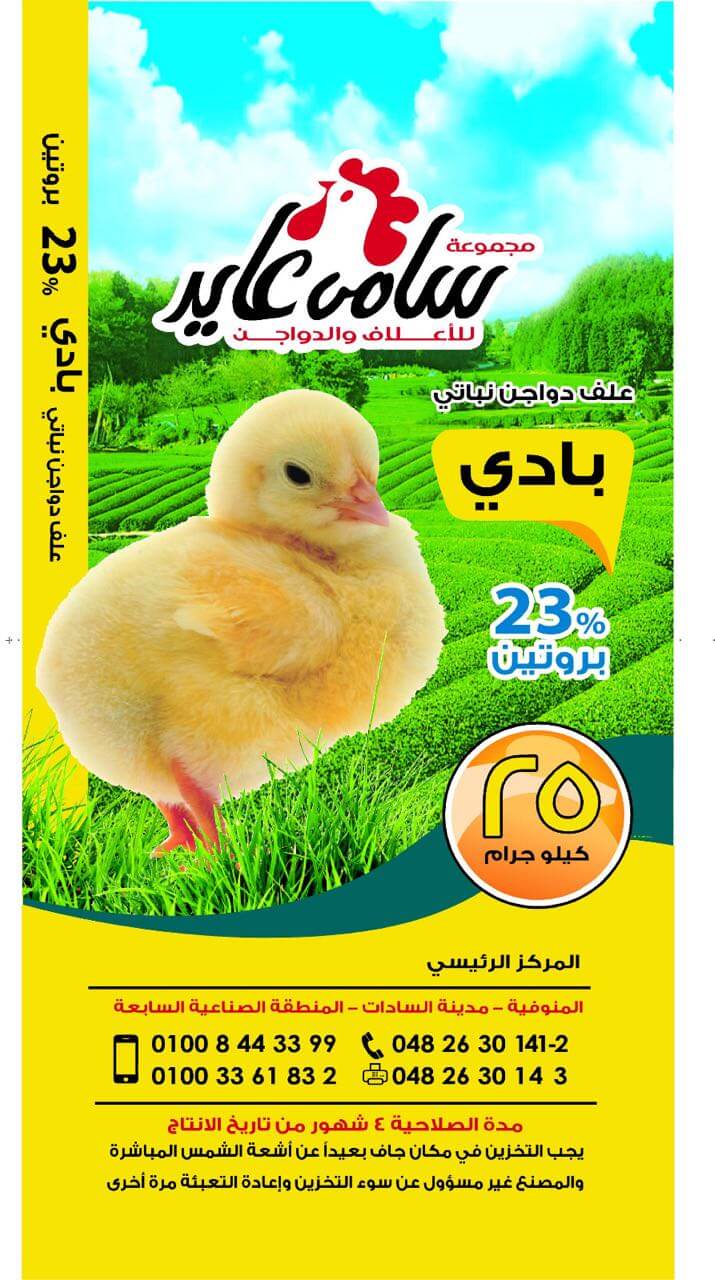 مجموعة
سامى عايد
للأعلاف والدواجن
علف دواجن نباتي
بادي
23%
بروتين
٢٥
كيلو جرام
علف دواجن نباتي بادي 23% بروتين
المركز الرئيسي
المنوفية - مدينة السادات - المنطقة الصناعية السابعة
0100 8 44 33 99 048 26 30 141-2
0100 33 61 83 2 048 26 30 14 3
مدة الصلاحية ٤ شهور من تاريخ الانتاج
يجب التخزين في مكان جاف بعيداً عن أشعة الشمس المباشرة
والمصنع غير مسؤول عن سوء التخزين وإعادة التعبئة مرة أخرى